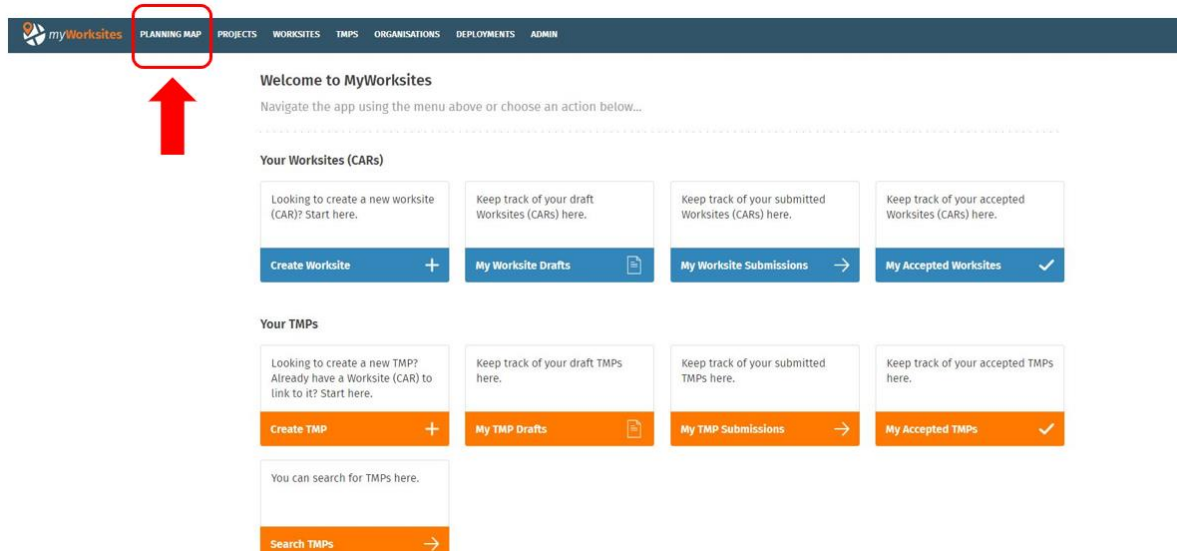 myWorksites PLANNING MAP PROJECTS WORKSITES TMPS ORGANISATIONS DEPLOYMENTS ADMIN
Welcome to MyWorksites
Navigate the app using the menu above or choose an action below...
Your Worksites (CARs)
Looking to create a new worksite
(CAR)? Start here.
Create Worksite
Keep track of your draft
Worksites (CARs) here.
My Worksite Drafts
Keep track of your submitted
Worksites (CARs) here.
My Worksite Submissions
Keep track of your accepted
Worksites (CARs) here.
My Accepted Worksites
Your TMPs
Looking to create a new TMP?
Already have a Worksite (CAR) to
link to it? Start here.
Create TMP
Keep track of your draft TMPs
here.
My TMP Drafts
Keep track of your submitted
TMPs here.
My TMP Submissions
Keep track of your accepted TMPs
here.
My Accepted TMPs
You can search for TMPs here.
Search TMPs